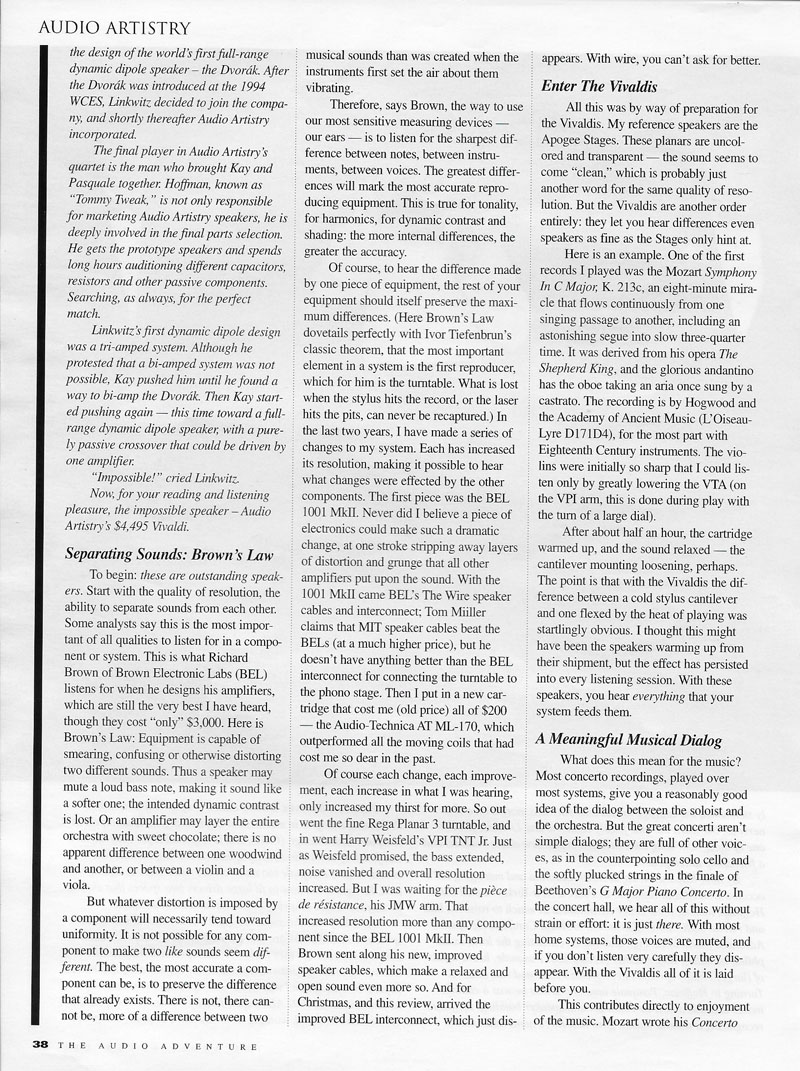 AUDIO ARTISTRY
the design of the world's first full-range
dynamic dipole speaker – the Dvorák. After
the Dvorák was introduced at the 1994
WCES, Linkwitz decided to join the compa-
ny, and shortly thereafter Audio Artistry
incorporated.
The final player in Audio Artistry's
quartet is the man who brought Kay and
Pasquale together. Hoffman, known as
"Tommy Tweak," is not only responsible
for marketing Audio Artistry speakers, he is
deeply involved in the final parts selection.
He gets the prototype speakers and spends
long hours auditioning different capacitors,
resistors and other passive components.
Searching, as always, for the perfect
match.
Linkwitz's first dynamic dipole design
was a tri-amped system. Although he
protested that a bi-amped system was not
possible, Kay pushed him until he found a
way to bi-amp the Dvorák. Then Kay start-
ed pushing again — this time toward a full-
range dynamic dipole speaker, with a pure-
ly passive crossover that could be driven by
one amplifier.
"Impossible!" cried Linkwitz.
Now, for your reading and listening
pleasure, the impossible speaker – Audio
Artistry's $4,495 Vivaldi.
Separating Sounds: Brown's Law
To begin: these are outstanding speak-
ers. Start with the quality of resolution, the
ability to separate sounds from each other.
Some analysts say this is the most impor-
tant of all qualities to listen for in a compo-
nent or system. This is what Richard
Brown of Brown Electronic Labs (BEL)
listens for when he designs his amplifiers,
which are still the very best I have heard,
though they cost "only" $3,000. Here is
Brown's Law: Equipment is capable of
smearing, confusing or otherwise distorting
two different sounds. Thus a speaker may
mute a loud bass note, making it sound like
a softer one; the intended dynamic contrast
is lost. Or an amplifier may layer the entire
orchestra with sweet chocolate; there is no
apparent difference between one woodwind
and another, or between a violin and a
viola.
But whatever distortion is imposed by
a component will necessarily tend toward
uniformity. It is not possible for any com-
ponent to make two like sounds seem dif-
ferent. The best, the most accurate a com-
ponent can be, is to preserve the difference
that already exists. There is not, there can-
not be, more of a difference between two
musical sounds than was created when the
instruments first set the air about them
vibrating.
Therefore, says Brown, the way to use
our most sensitive measuring devices —
our ears — is to listen for the sharpest dif-
ference between notes, between instru-
ments, between voices. The greatest differ-
ences will mark the most accurate repro-
ducing equipment. This is true for tonality,
for harmonics, for dynamic contrast and
shading: the more internal differences, the
greater the accuracy.
Of course, to hear the difference made
by one piece of equipment, the rest of your
equipment should itself preserve the maxi-
mum differences. (Here Brown's Law
dovetails perfectly with Ivor Tiefenbrun's
classic theorem, that the most important
element in a system is the first reproducer,
which for him is the turntable. What is lost
when the stylus hits the record, or the laser
hits the pits, can never be recaptured.) In
the last two years, I have made a series of
changes to my system. Each has increased
its resolution, making it possible to hear
what changes were effected by the other
components. The first piece was the BEL
1001 MkII. Never did I believe a piece of
electronics could make such a dramatic
change, at one stroke stripping away layers
of distortion and grunge that all other
amplifiers put upon the sound. With the
1001 MkII came BEL's The Wire speaker
cables and interconnect; Tom Miiller
claims that MIT speaker cables beat the
BELs (at a much higher price), but he
doesn't have anything better than the BEL
interconnect for connecting the turntable to
the phono stage. Then I put in a new car-
tridge that cost me (old price) all of $200
— the Audio-Technica AT ML-170, which
outperformed all the moving coils that had
cost me so dear in the past.
Of course each change, each improve-
ment, each increase in what I was hearing,
only increased my thirst for more. So out
went the fine Rega Planar 3 turntable, and
in went Harry Weisfeld's VPI TNT Jr. Just
as Weisfeld promised, the bass extended,
noise vanished and overall resolution
increased. But I was waiting for the pièce
de résistance, his JMW arm. That
increased resolution more than any compo-
nent since the BEL 1001 MkII. Then
Brown sent along his new, improved
speaker cables, which make a relaxed and
open sound even more so. And for
Christmas, and this review, arrived the
improved BEL interconnect, which just dis-
appears. With wire, you can't ask for better.
Enter The Vivaldis
All this was by way of preparation for
the Vivaldis. My reference speakers are the
Apogee Stages. These planars are uncol-
ored and transparent — the sound seems to
come "clean," which is probably just
another word for the same quality of reso-
lution. But the Vivaldis are another order
entirely: they let you hear differences even
speakers as fine as the Stages only hint at.
Here is an example. One of the first
records I played was the Mozart Symphony
In C Major, K. 213c, an eight-minute mira-
cle that flows continuously from one
singing passage to another, including an
astonishing segue into slow three-quarter
time. It was derived from his opera The
Shepherd King, and the glorious andantino
has the oboe taking an aria once sung by a
castrato. The recording is by Hogwood and
the Academy of Ancient Music (L'Oiseau-
Lyre D171D4), for the most part with
Eighteenth Century instruments. The vio-
lins were initially so sharp that I could lis-
ten only by greatly lowering the VTA (on
the VPI arm, this is done during play with
the turn of a large dial).
After about half an hour, the cartridge
warmed up, and the sound relaxed — the
cantilever mounting loosening, perhaps.
The point is that with the Vivaldis the dif-
ference between a cold stylus cantilever
and one flexed by the heat of playing was
startlingly obvious. I thought this might
have been the speakers warming up from
their shipment, but the effect has persisted
into every listening session. With these
speakers, you hear everything that your
system feeds them.
A Meaningful Musical Dialog
What does this mean for the music?
Most concerto recordings, played over
most systems, give you a reasonably good
idea of the dialog between the soloist and
the orchestra. But the great concerti aren't
simple dialogs; they are full of other voic-
es, as in the counterpointing solo cello and
the softly plucked strings in the finale of
Beethoven's G Major Piano Concerto. In
the concert hall, we hear all of this without
strain or effort: it is just there. With most
home systems, those voices are muted, and
if you don't listen very carefully they dis-
appear. With the Vivaldis all of it is laid
before you.
This contributes directly to enjoyment
of the music. Mozart wrote his Concerto
38 THE AUDIO ADVENTURE